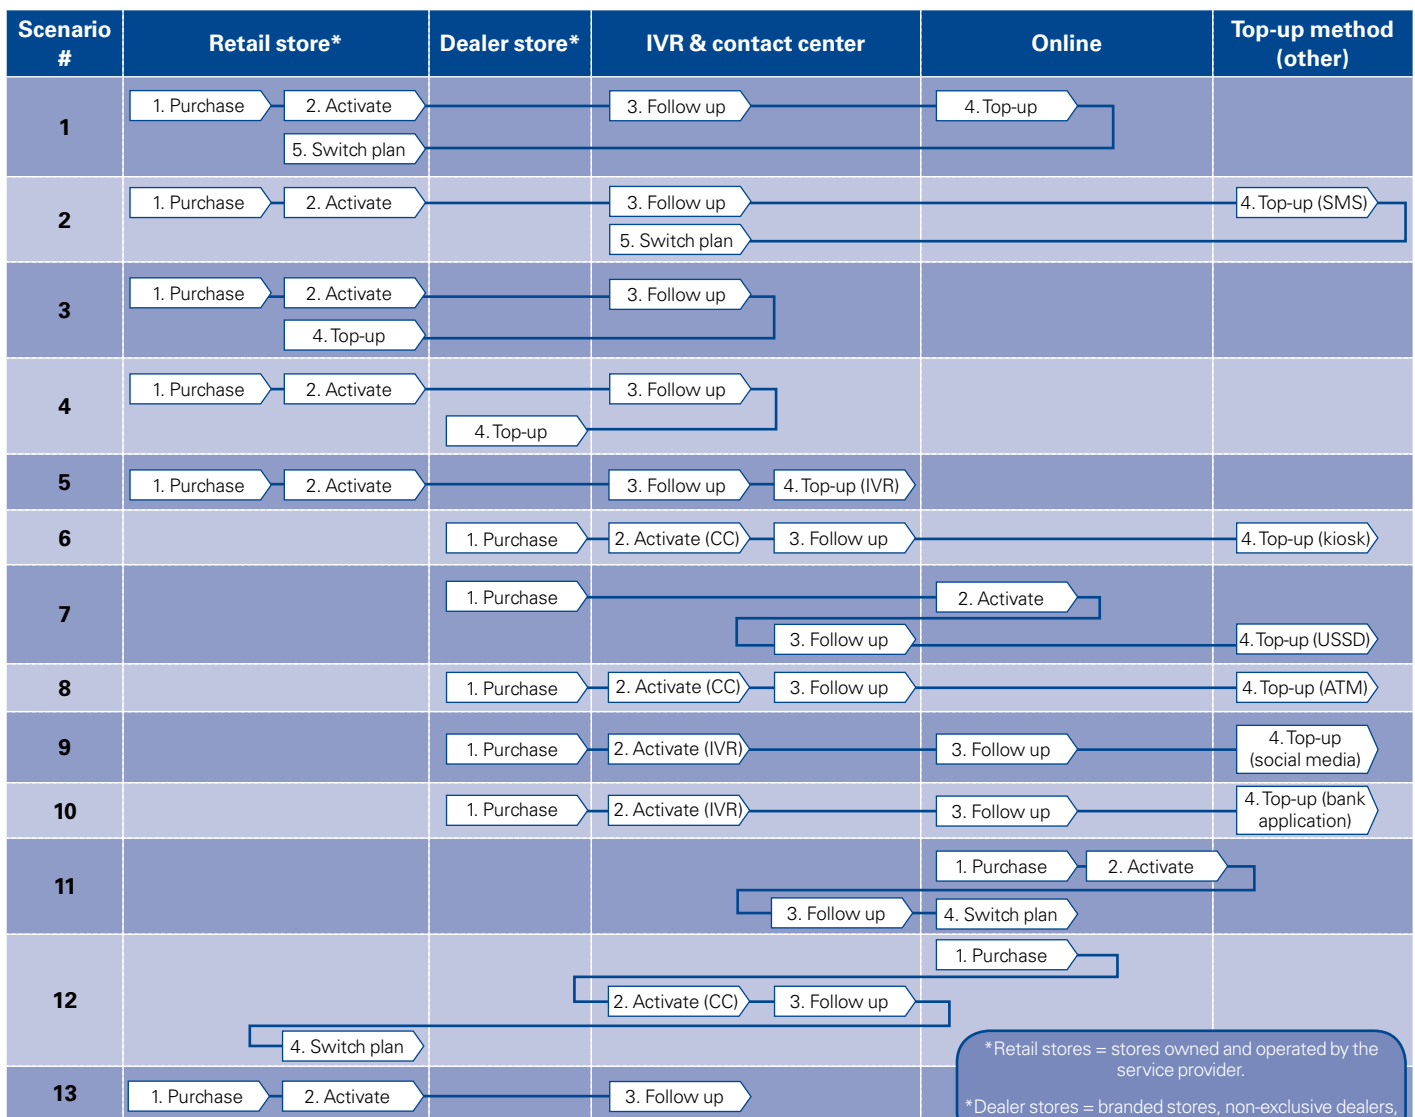 Scenario
#
Retail store*
Dealer store*
IVR & contact center
Online
Top-up method
(other)
1
1. Purchase
2. Activate
3. Follow up
4. Top-up
5. Switch plan
2
1. Purchase
2. Activate
3. Follow up
4. Top-up (SMS)
5. Switch plan
3
1. Purchase
2. Activate
3. Follow up
4. Top-up
4
1. Purchase
2. Activate
3. Follow up
4. Top-up
5
1. Purchase
2. Activate
3. Follow up
4. Top-up (IVR)
6
1. Purchase
2. Activate (CC)
3. Follow up
4. Top-up (kiosk)
7
1. Purchase
2. Activate
3. Follow up
4. Top-up (USSD)
8
1. Purchase
2. Activate (CC)
3. Follow up
4. Top-up (ATM)
9
1. Purchase
2. Activate (IVR)
3. Follow up
4. Top-up
(social media)
10
1. Purchase
2. Activate (IVR)
3. Follow up
4. Top-up (bank
application)
11
1. Purchase
2. Activate
3. Follow up
4. Switch plan
12
1. Purchase
2. Activate (CC)
3. Follow up
4. Switch plan
13
1. Purchase
2. Activate
3. Follow up
*Retail stores = stores owned and operated by the
service provider.
*Dealer stores = branded stores, non-exclusive dealers,